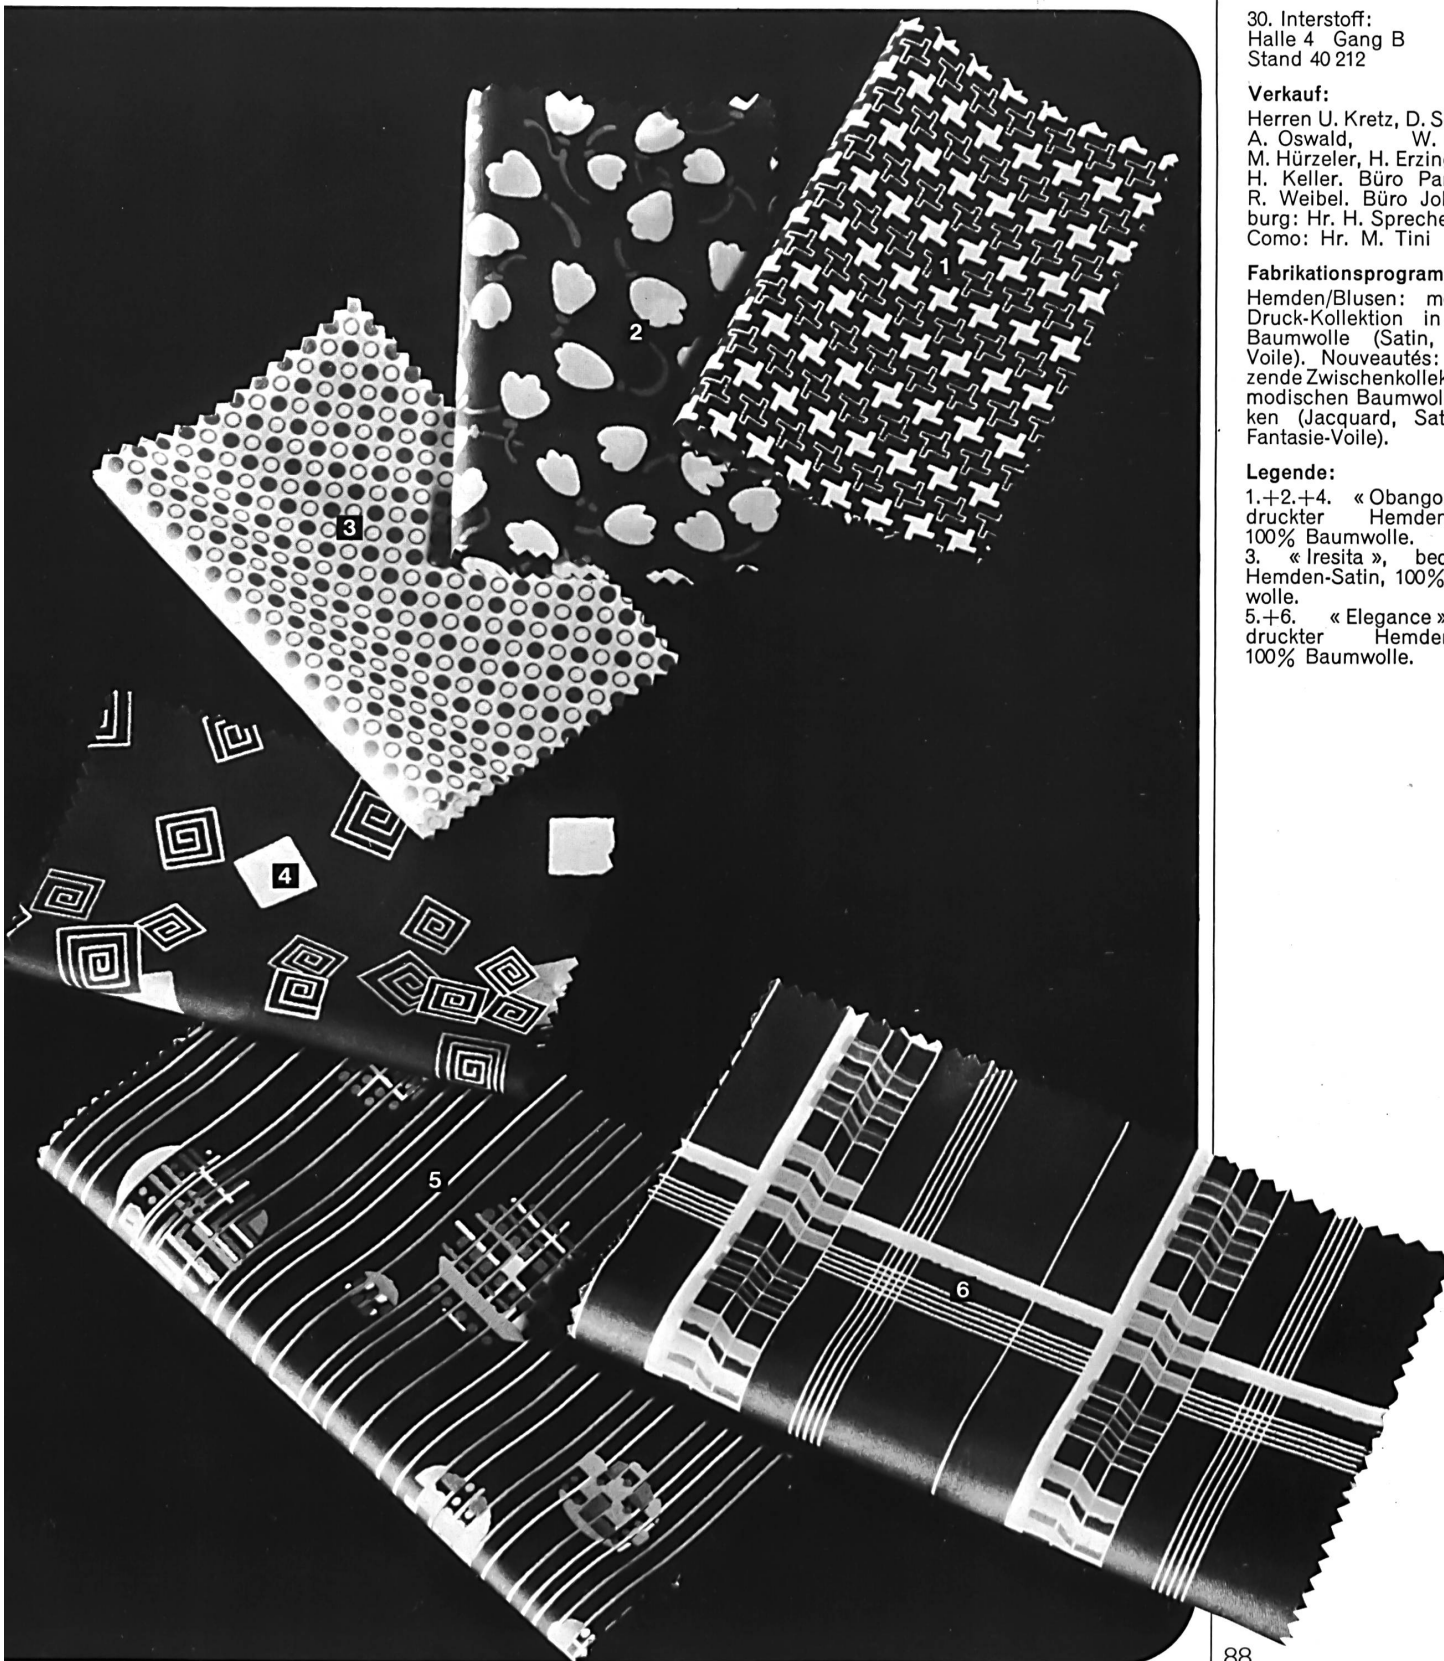 30. Interstoff:
Halle 4 Gang B
Stand 40 212
Verkauf:
Herren U. Kretz, D. S
A. Oswald, W.
M. Hürzeler, H. Erzin
H. Keller. Büro Pa
R. Weibel. Büro Jo
burg: Hr. H. Spreche
Como: Hr. M. Tini
Fabrikationsprogram
Hemden/Blusen: m
Druck-Kollektion in
Baumwolle (Satin,
Voile). Nouveautés:
zende Zwischenkollek
modischen Baumwol
ken (Jacquard, Sat
Fantasie-Voile).
Legende:
1.+2.+4. « Obango
druckter Hemden
100% Baumwolle.
3. « Iresita », bed
Hemden-Satin, 100%
wolle.
5.+6. « Elegance »
druckter Hemden
100% Baumwolle.
1
2
3
4
5
6
88